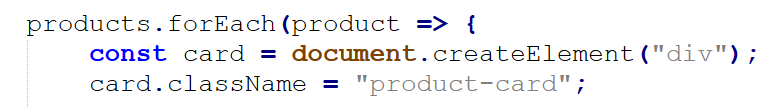 products.forEach(product => {
    const card = document.createElement("div");
    card.className = "product-card";